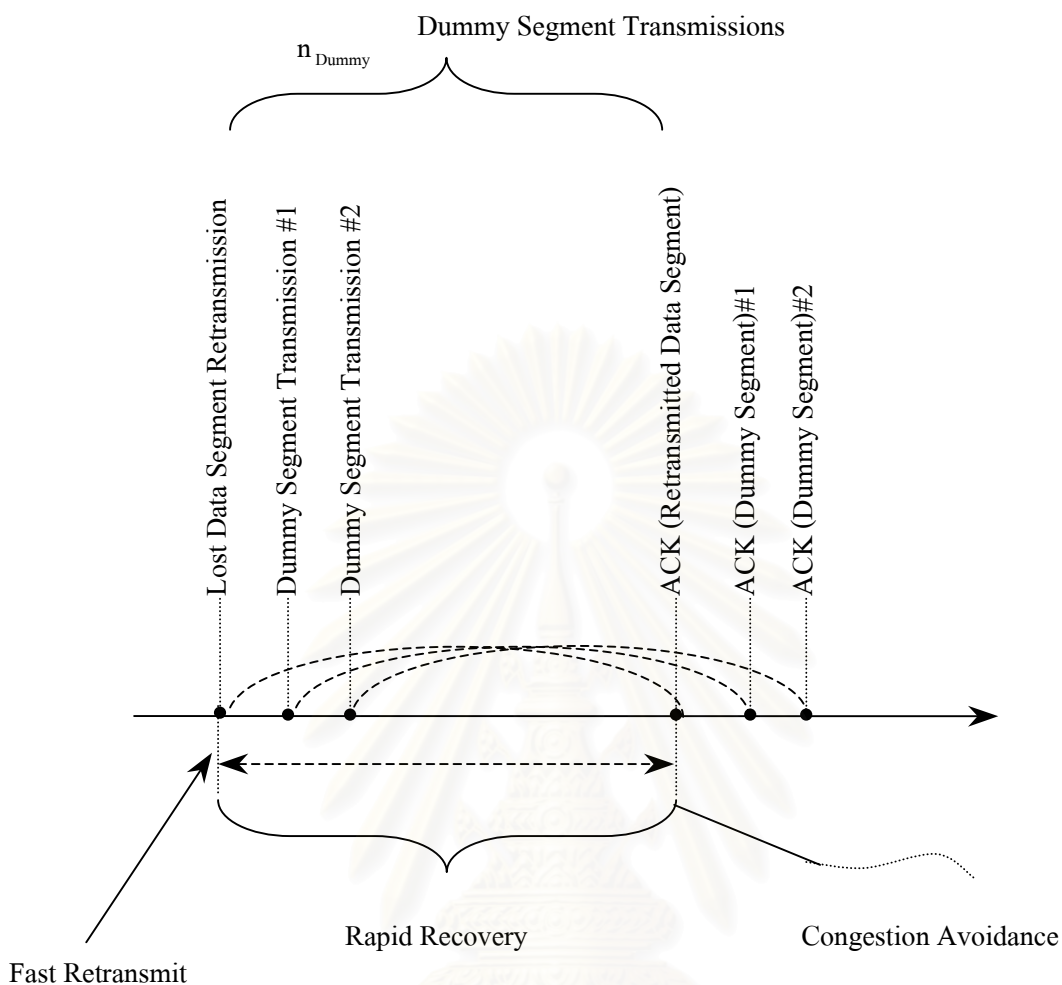 Dummy Segment Transmissions
n Dummy
Lost Data Segment Retransmission
Dummy Segment Transmission #1
Dummy Segment Transmission #2
ACK (Retransmitted Data Segment)
ACK (Dummy Segment)#1
ACK (Dummy Segment)#2
Rapid Recovery
Congestion Avoidance
Fast Retransmit